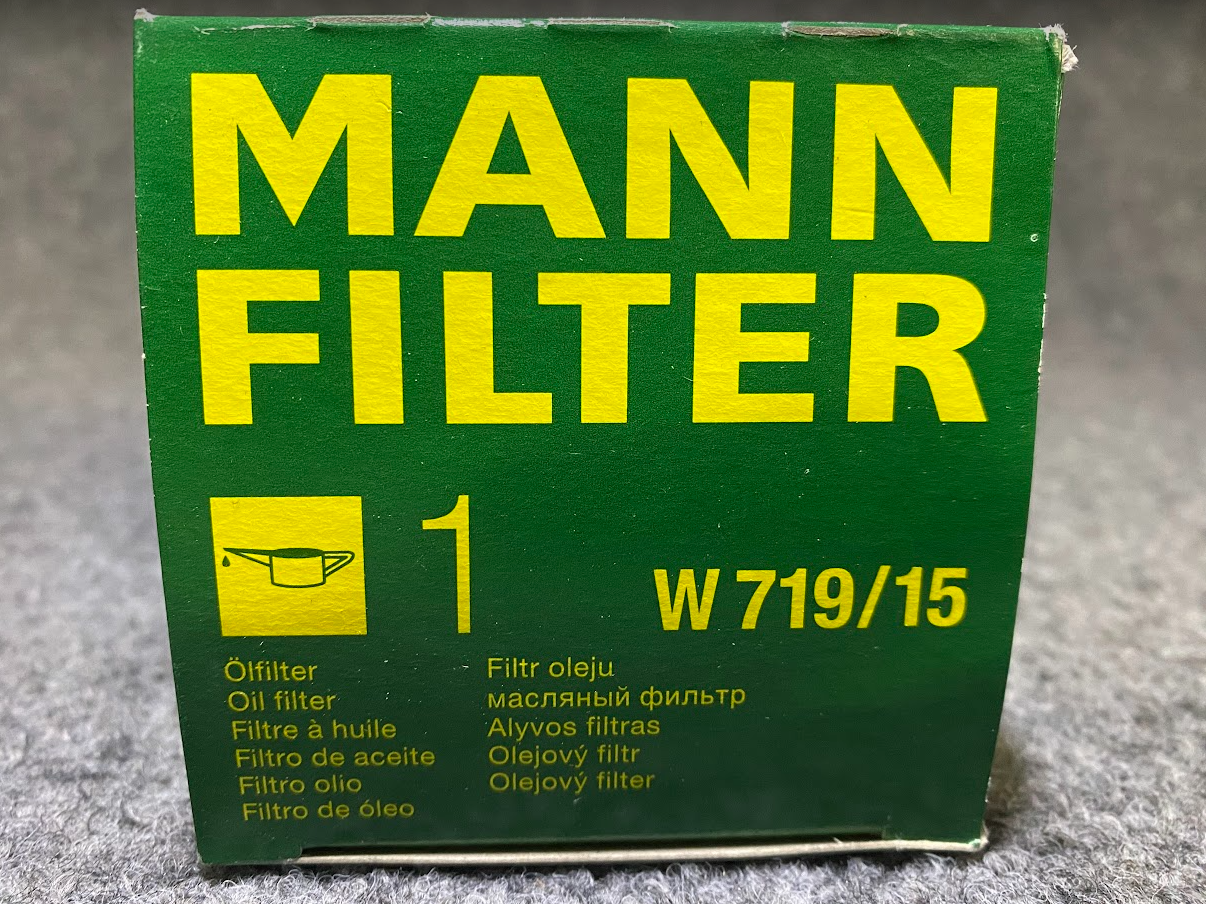 MANN
FILTER
1
W 719/15
Ölfilter
Oil filter
Filtre à huile
Filtro de aceite
Filtro olio
Filtro de óleo
Filtr oleju
масляный фильтр
Alyvos filtras
Olejový filtr
Olejový filter